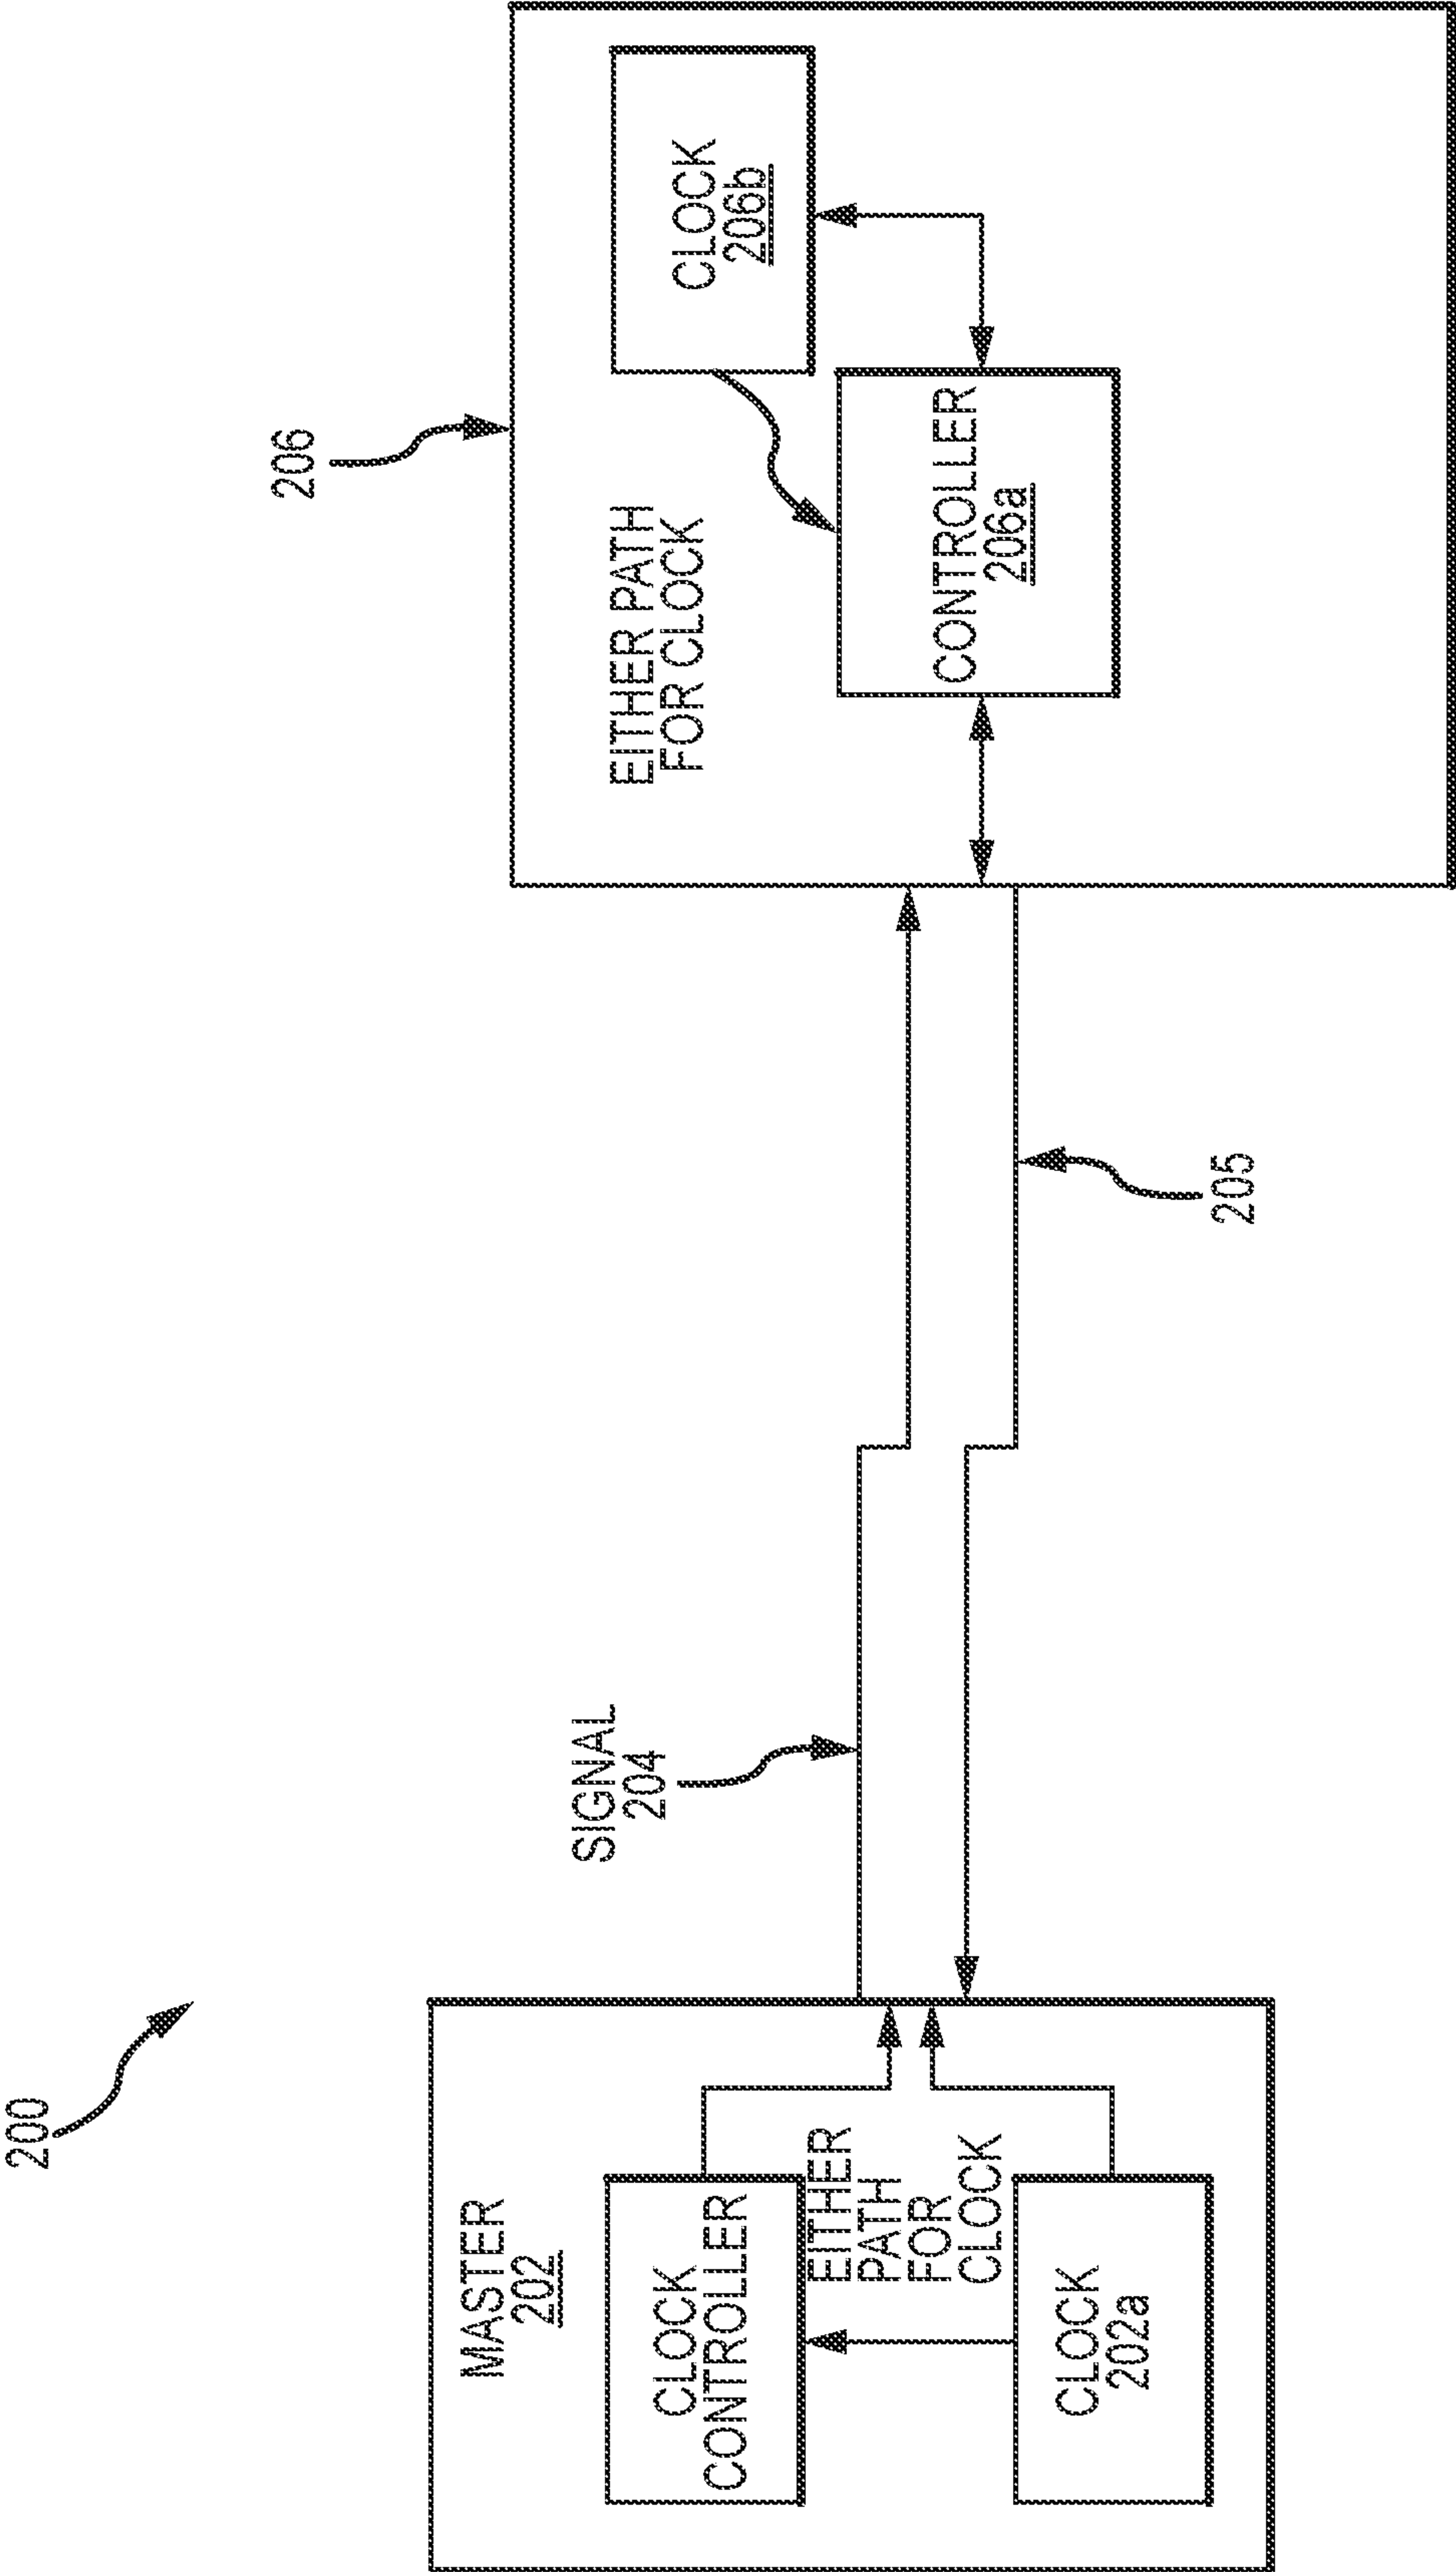 200
MASTER
202
CLOCK
CONTROLLER
EITHER
PATH
FOR
CLOCK
CLOCK
202a
SIGNAL
204
205
206
EITHER PATH
FOR CLOCK
CONTROLLER
206a
CLOCK
206b